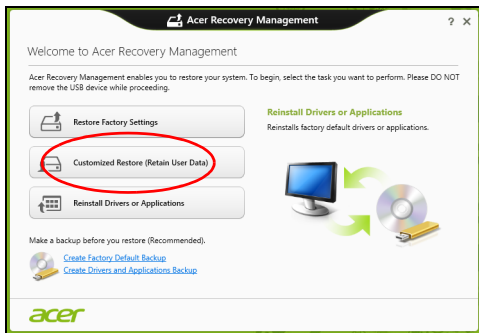 Acer Recovery Management
? X
Welcome to Acer Recovery Management
Acer Recovery Management enables you to restore your system. To begin, select the task you want to perform. Please DO NOT
remove the USB device while proceeding.
Restore Factory Settings
Customized Restore (Retain User Data)
Reinstall Drivers or Applications
Reinstall Drivers or Applications
Reinstalls factory default drivers or applications.
Make a backup before you restore (Recommended).
Create Factory Default Backup
Create Drivers and Applications Backup
acer